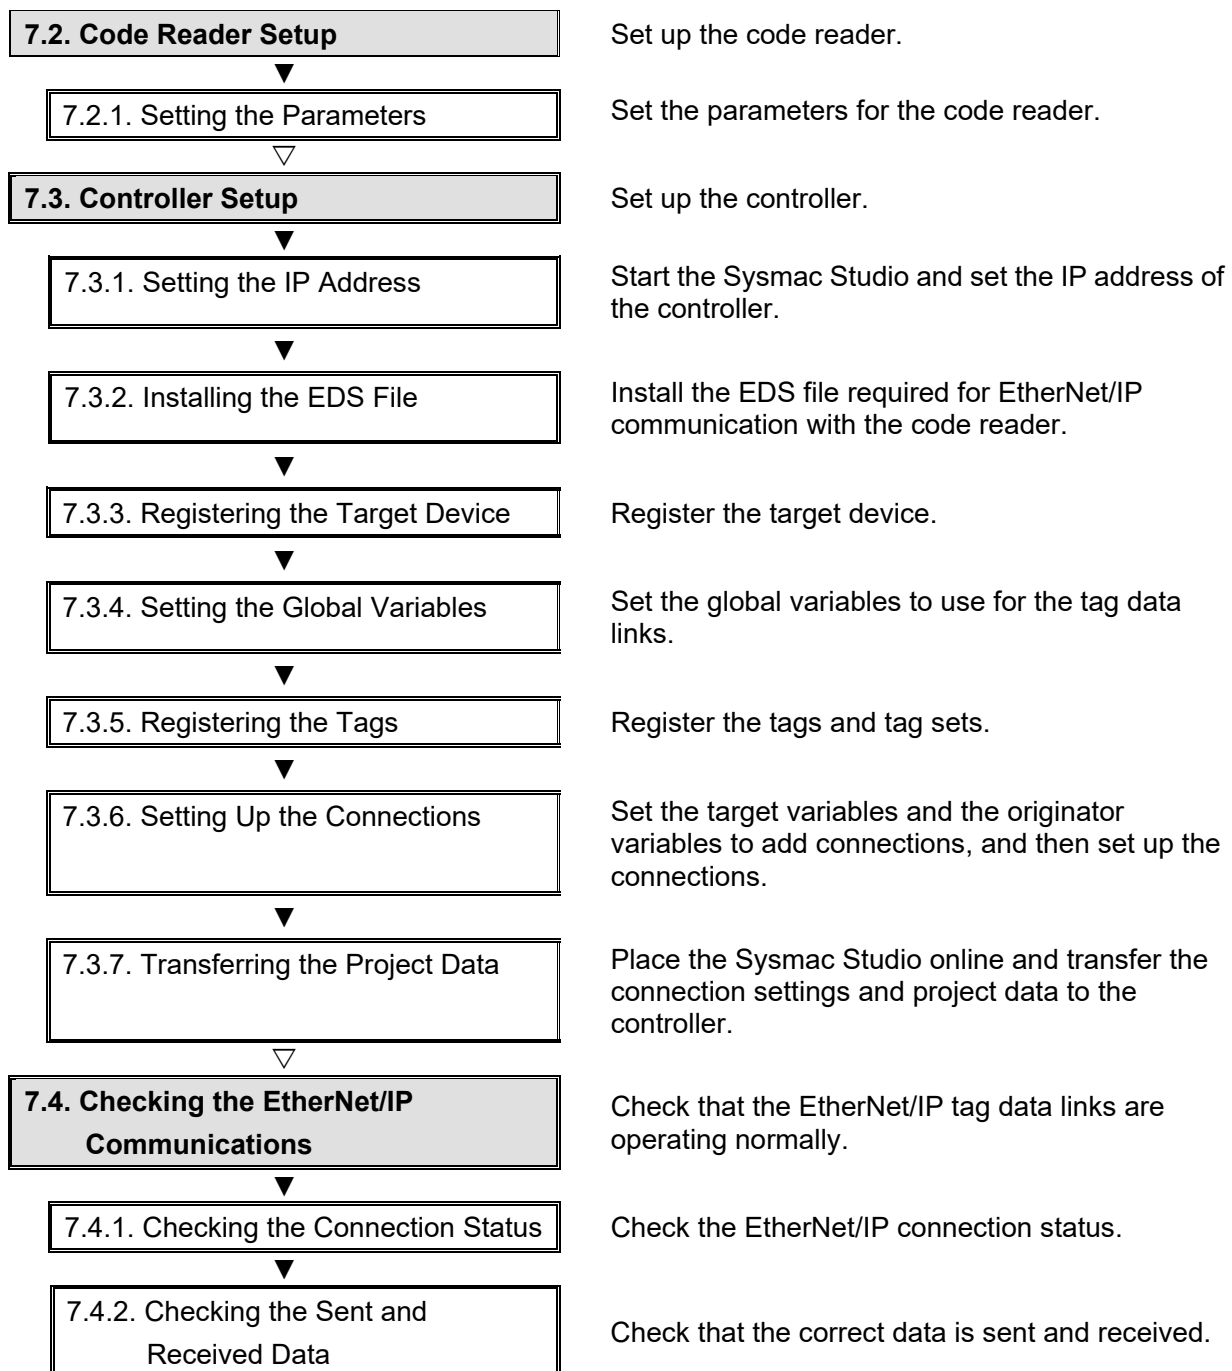 7.2. Code Reader Setup
Set up the code reader.
▼
7.2.1. Setting the Parameters
Set the parameters for the code reader.
▽
7.3. Controller Setup
Set up the controller.
▼
7.3.1. Setting the IP Address
Start the Sysmac Studio and set the IP address of
the controller.
▼
7.3.2. Installing the EDS File
Install the EDS file required for EtherNet/IP
communication with the code reader.
▼
7.3.3. Registering the Target Device
Register the target device.
▼
7.3.4. Setting the Global Variables
Set the global variables to use for the tag data
links.
▼
7.3.5. Registering the Tags
Register the tags and tag sets.
▼
7.3.6. Setting Up the Connections
Set the target variables and the originator
variables to add connections, and then set up the
connections.
▼
7.3.7. Transferring the Project Data
Place the Sysmac Studio online and transfer the
connection settings and project data to the
controller.
▽
7.4. Checking the EtherNet/IP
Communications
Check that the EtherNet/IP tag data links are
operating normally.
▼
7.4.1. Checking the Connection Status
Check the EtherNet/IP connection status.
▼
7.4.2. Checking the Sent and
Received Data
Check that the correct data is sent and received.